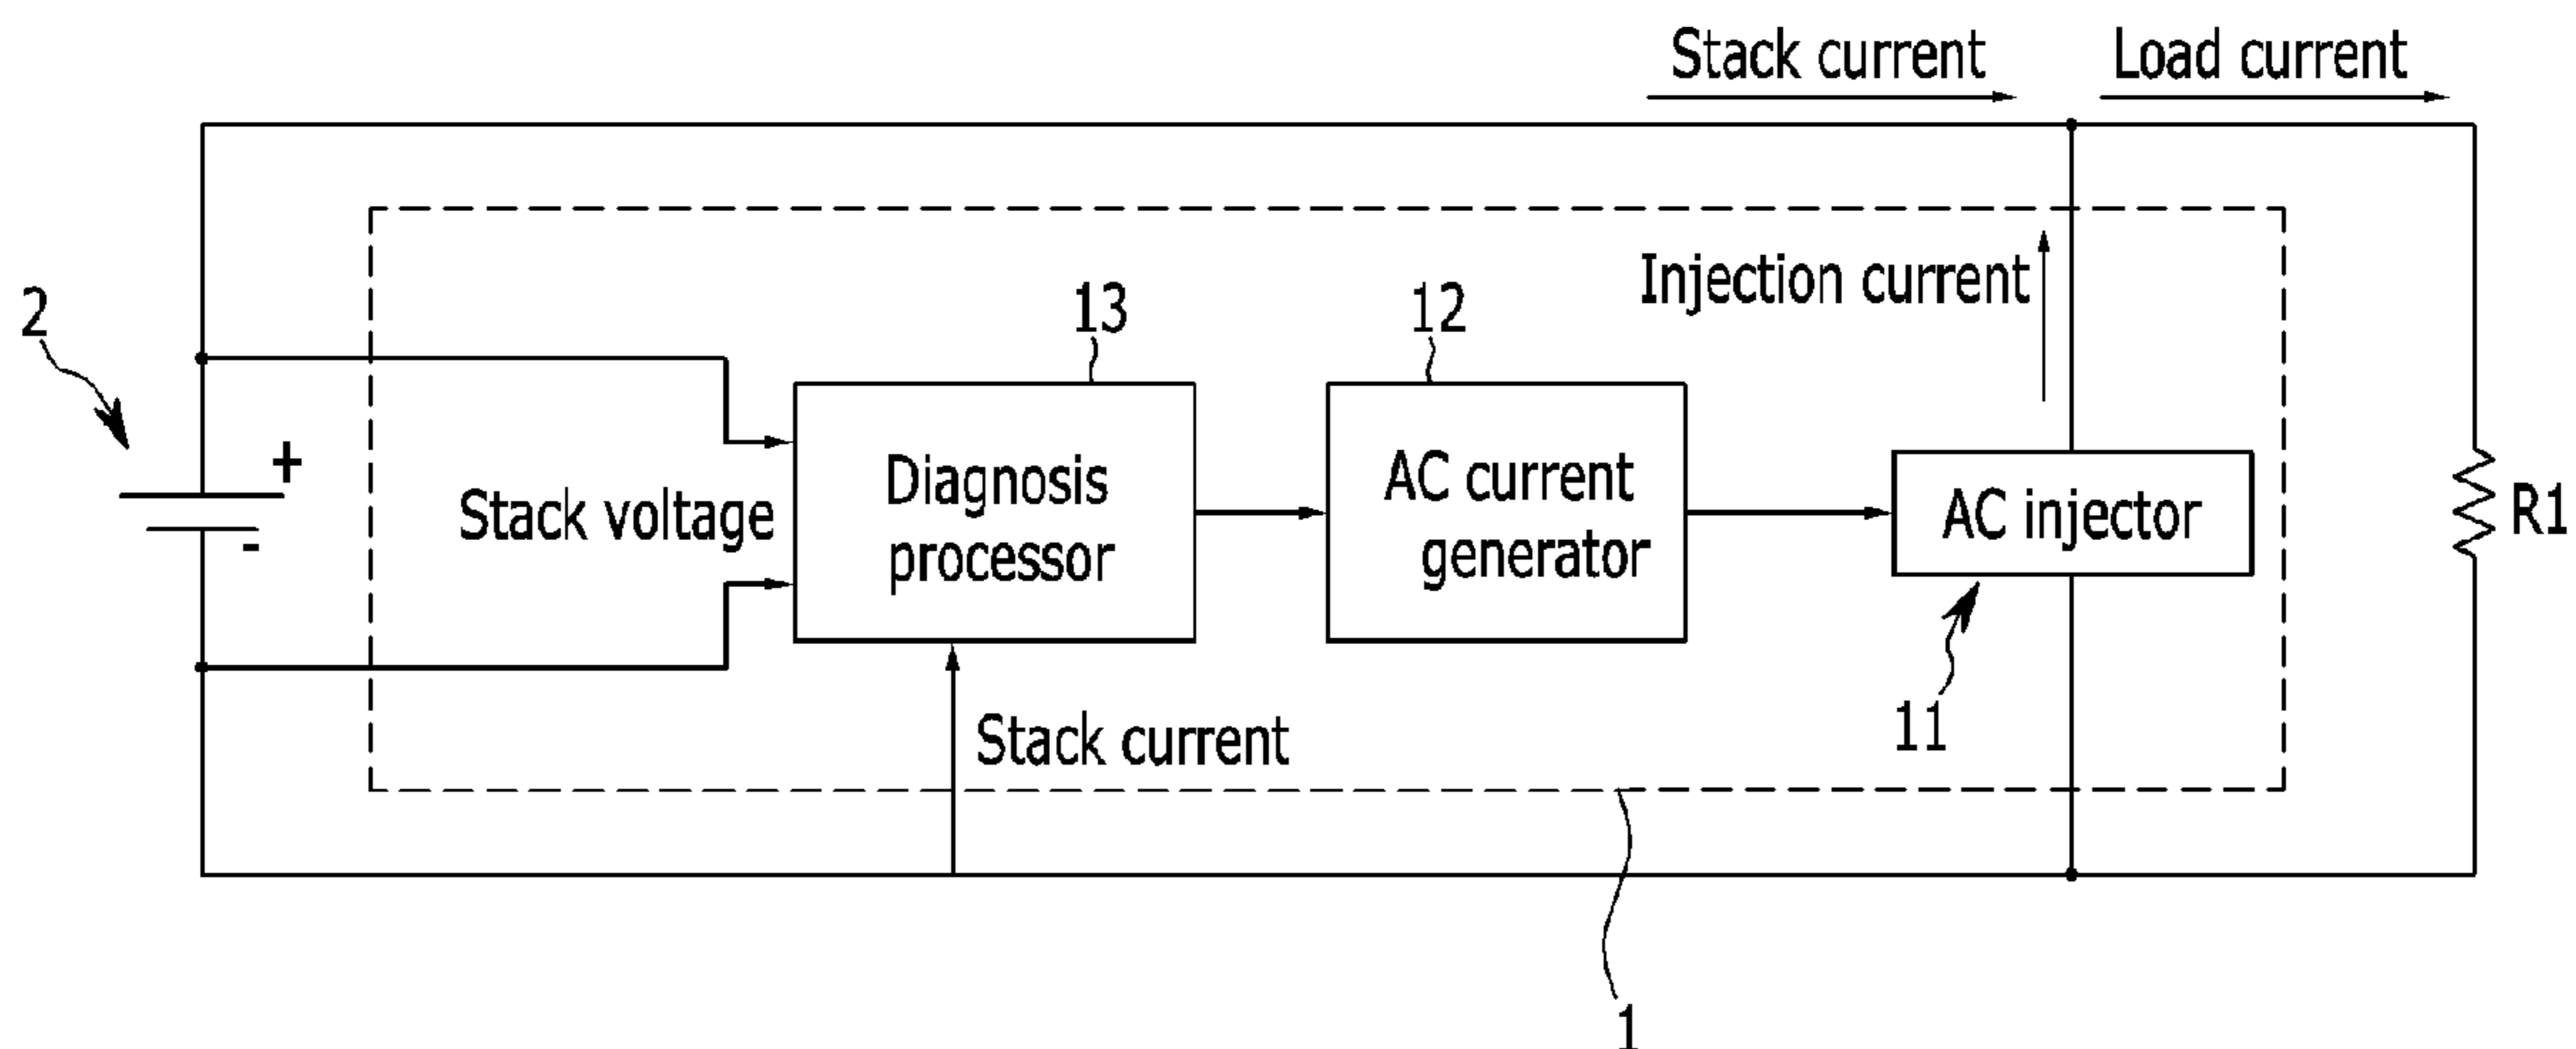 Stack current
Load current
Injection current
2
13
12
+
-
Stack voltage
Diagnosis
processor
AC current
generator
AC injector
R1
11
Stack current
1